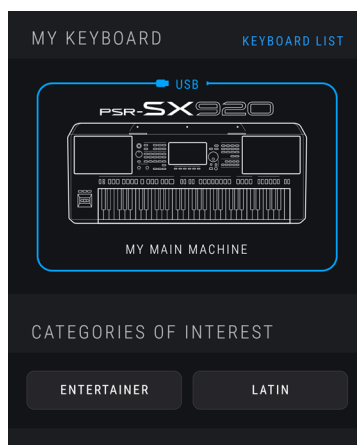 MY KEYBOARD
KEYBOARD LIST
USB
PSR-SX920
MY MAIN MACHINE
CATEGORIES OF INTEREST
ENTERTAINER
LATIN